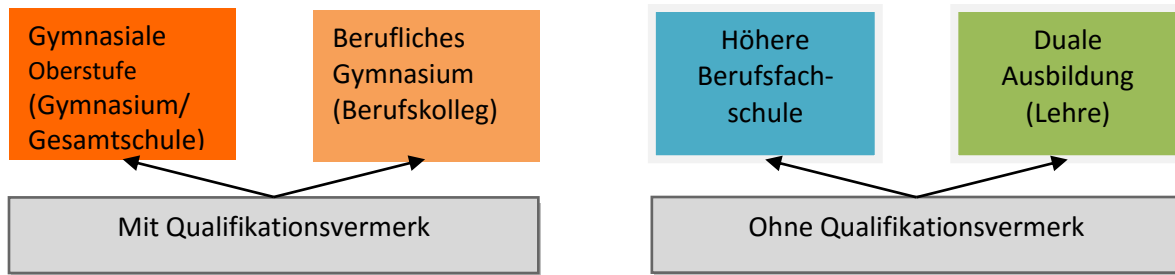 Gymnasiale
Oberstufe
(Gymnasium/
Gesamtschule)
Berufliches
Gymnasium
(Berufskolleg)
Höhere
Berufsfach-
schule
Duale
Ausbildung
(Lehre)
Mit Qualifikationsvermerk
Ohne Qualifikationsvermerk